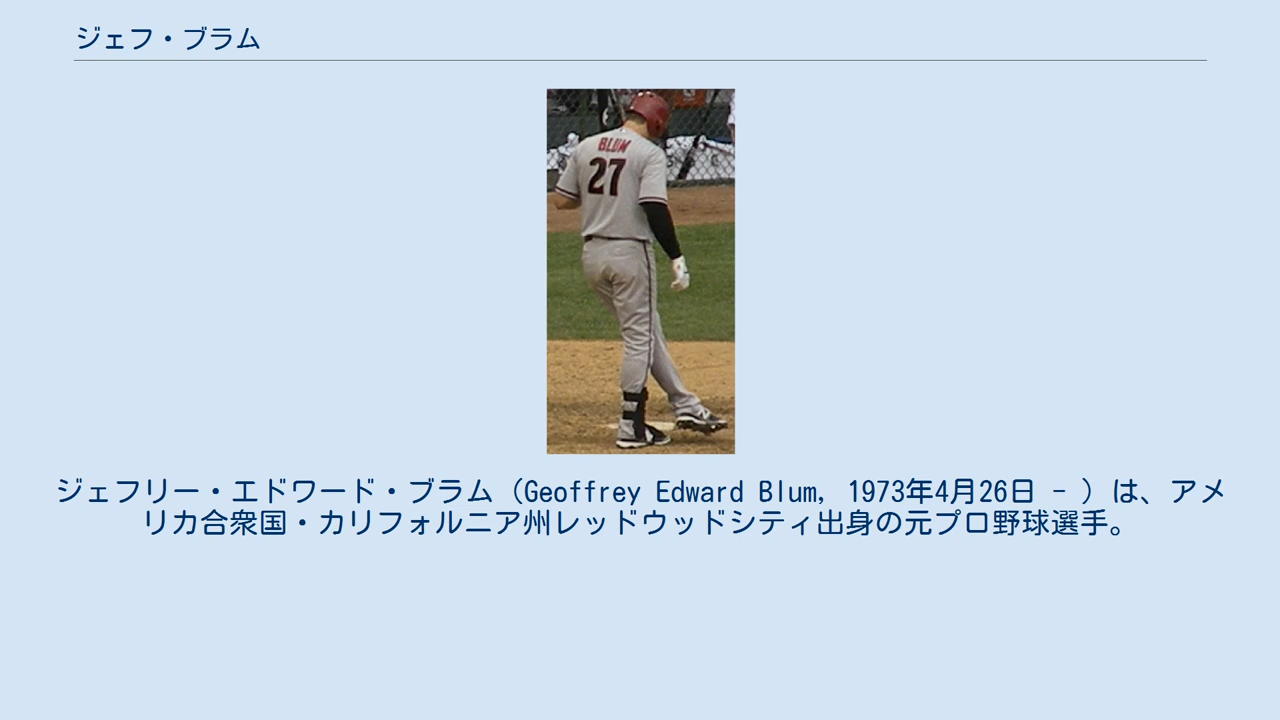 ジェフ・ブラム
BLUM
27
ジェフリー・エドワード・ブラム（Geoffrey Edward Blum, 1973年4月26日 - ）は、アメ
リカ合衆国・カリフォルニア州レッドウッドシティ出身の元プロ野球選手。